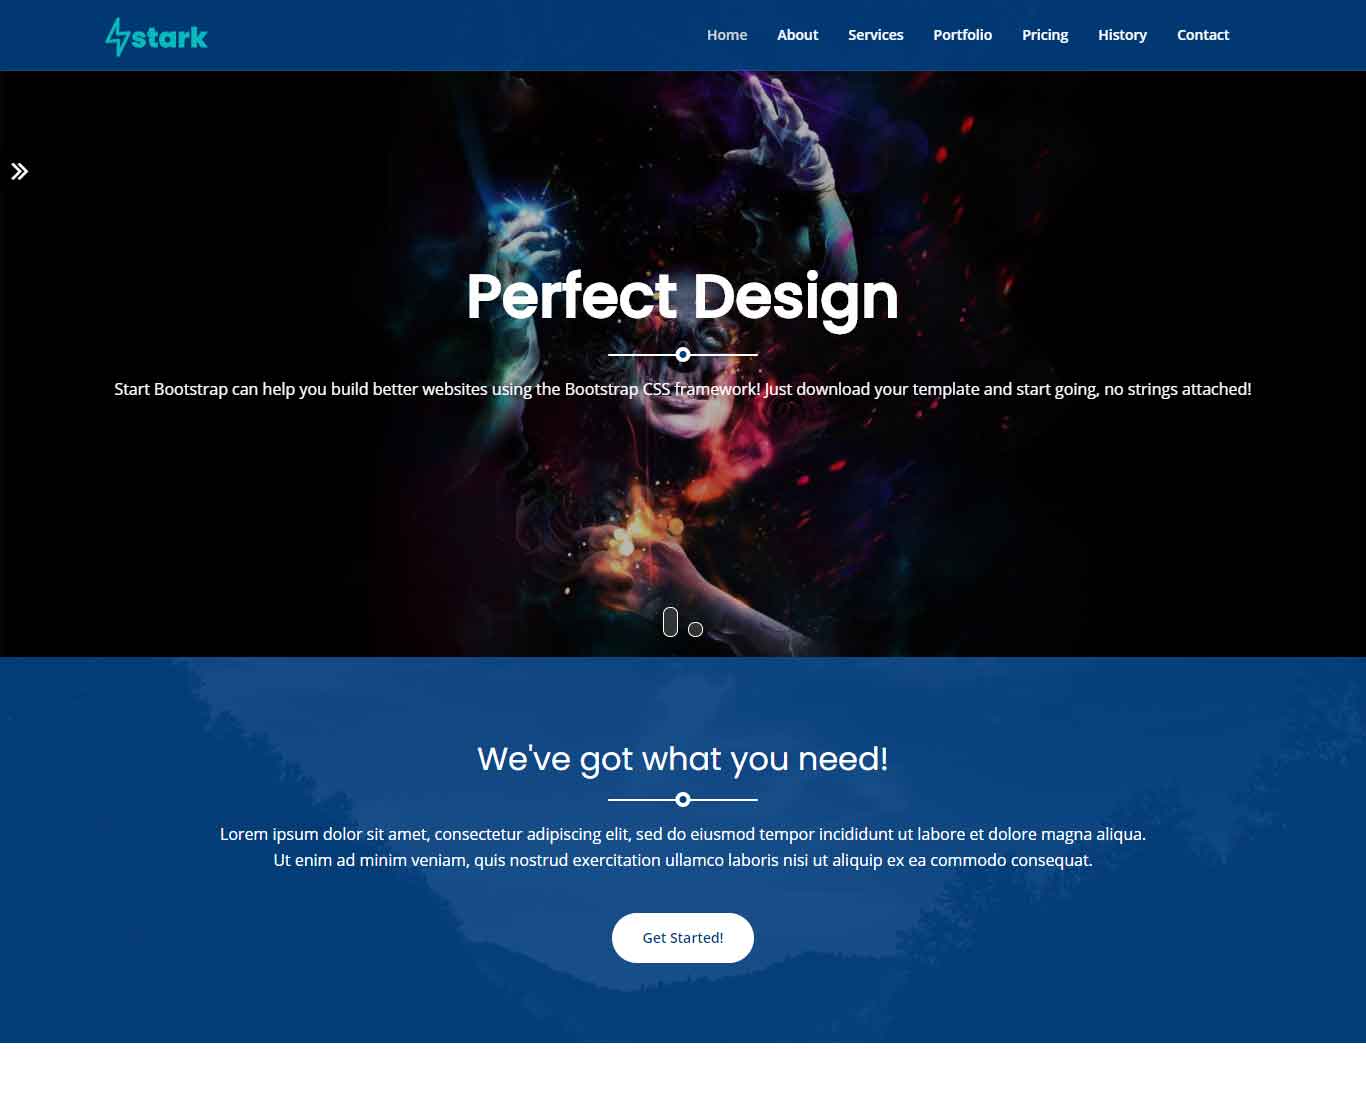 stark
Home About Services Portfolio Pricing History Contact
Perfect Design
Start Bootstrap can help you build better websites using the Bootstrap CSS framework! Just download your template and start going, no strings attached!
We've got what you need!
Lorem ipsum dolor sit amet, consectetur adipiscing elit, sed do eiusmod tempor incididunt ut labore et dolore magna aliqua.
Ut enim ad minim veniam, quis nostrud exercitation ullamco laboris nisi ut aliquip ex ea commodo consequat.
Get Started!